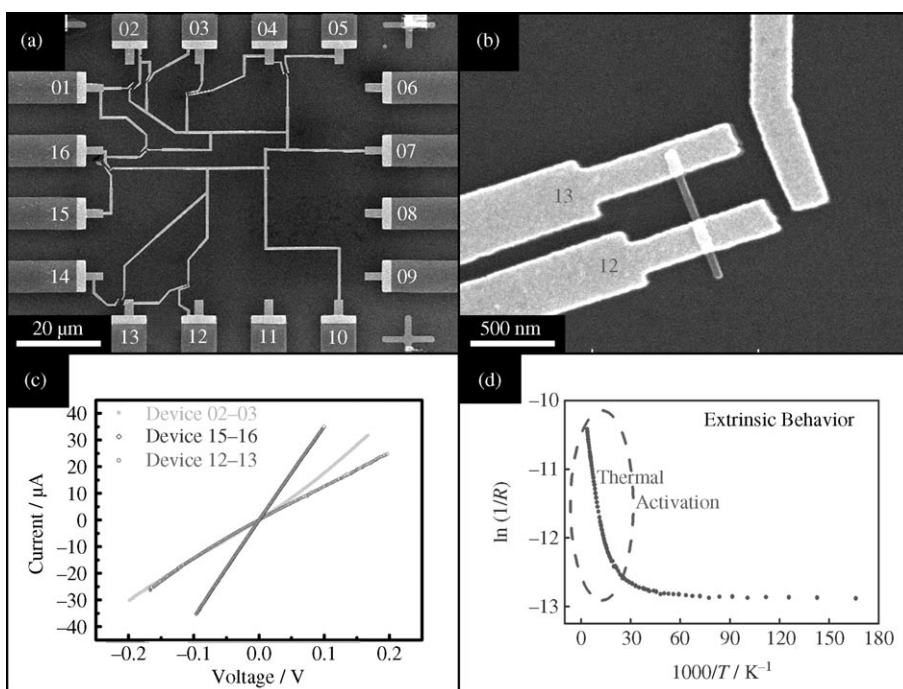 (a)
02 03 04 05
01 06
16 07
15 08
14 09
13 12 11 10
20 µm
(b)
13
12
500 nm
(c)
40
30
20
10
0
−10
−20
−30
−40
Current / µA
Device 02–03
Device 15–16
Device 12–13
−0.2 −0.1 0.0 0.1 0.2
Voltage / V
(d)
−10
−11
−12
−13
ln (1/R)
Extrinsic Behavior
Thermal
Activation
0 30 60 90 120 150 180
1000/T / K⁻¹